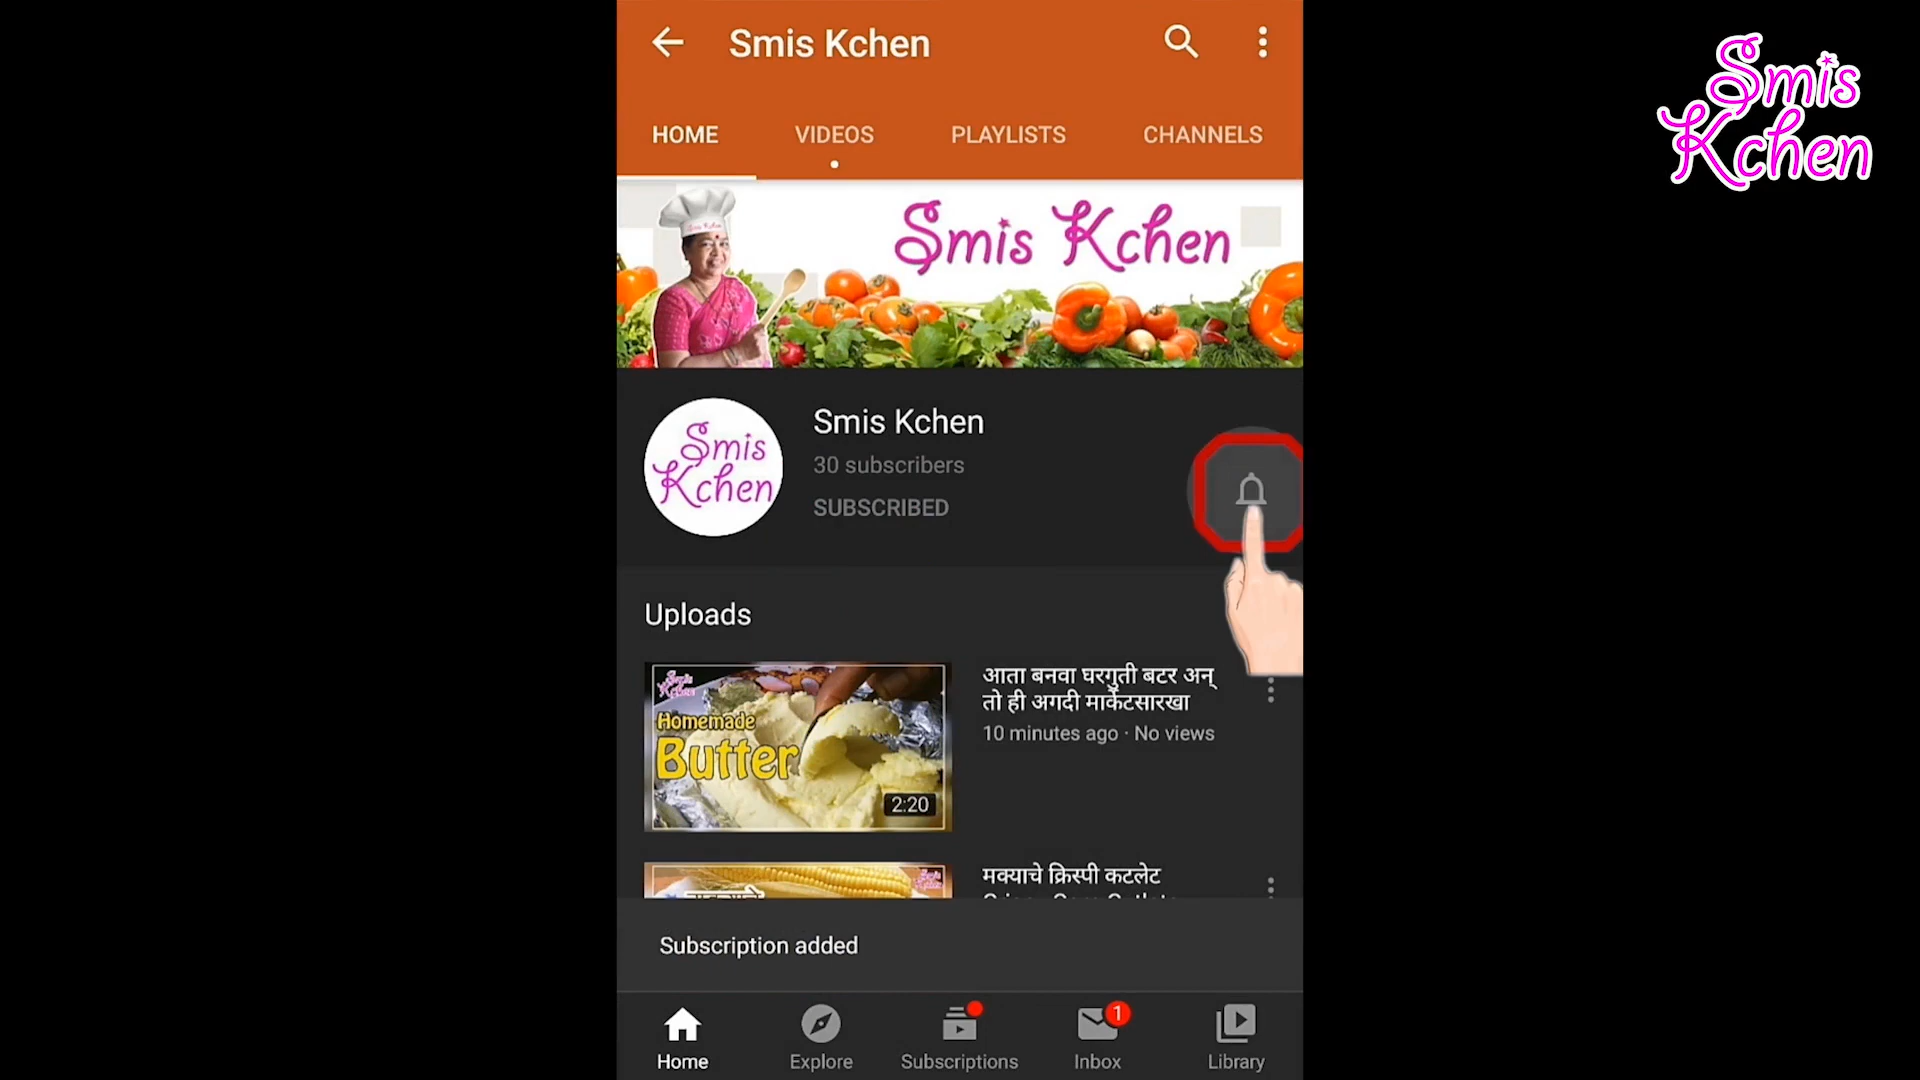 Smis Kchen
Smis
Kchen
HOME VIDEOS PLAYLISTS CHANNELS
Smis Kchen
Smis
Kchen
Smis Kchen
30 subscribers
SUBSCRIBED
Uploads
Smis
Kchen
Homemade
Butter
2:20
आता बनवा घरगुती बटर अन्
तो ही अगदी मार्केटसारखा
10 minutes ago · No views
मक्याचे क्रिस्पी कटलेट
Subscription added
1
Home Explore Subscriptions Inbox Library